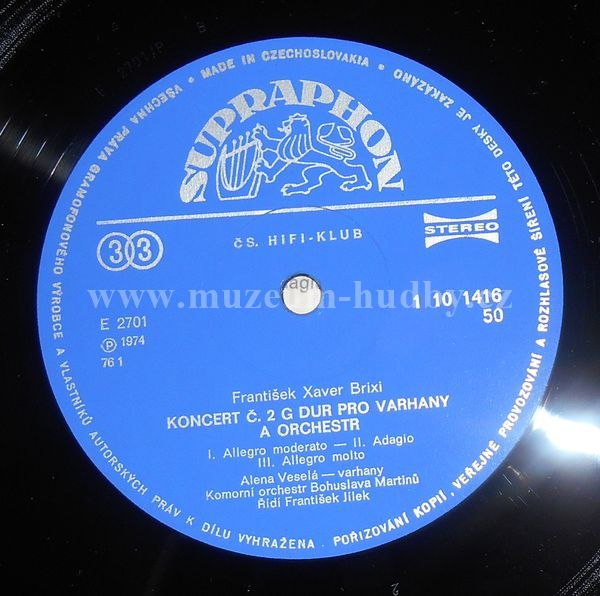 VŠECHNA PRÁVA GRAMOFONOVÉHO VÝROBCE A VLASTNÍKŮ AUTORSKÝCH PRÁV K DÍLU VYHRAŽENA . POŘIZOVÁNÍ KOPIÍ, VEŘEJNÉ PROVOZOVÁNÍ A ROZHLASOVÉ ŠÍŘENÍ TÉTO DESKY JE ZAKÁZÁNO
• MADE IN CZECHOSLOVAKIA •
SUPRAPHON
33
ČS. HIFI-KLUB
STEREO
www.muzeum-hudby.cz
1 10 1416
50
E 2701
Ⓟ 1974
76 1
František Xaver Brixi
KONCERT Č. 2 G DUR PRO VARHANY
A ORCHESTR
I. Allegro moderato — II. Adagio
III. Allegro molto
Alena Veselá — varhany
Komorní orchestr Bohuslava Martinů
Řídí František Jílek